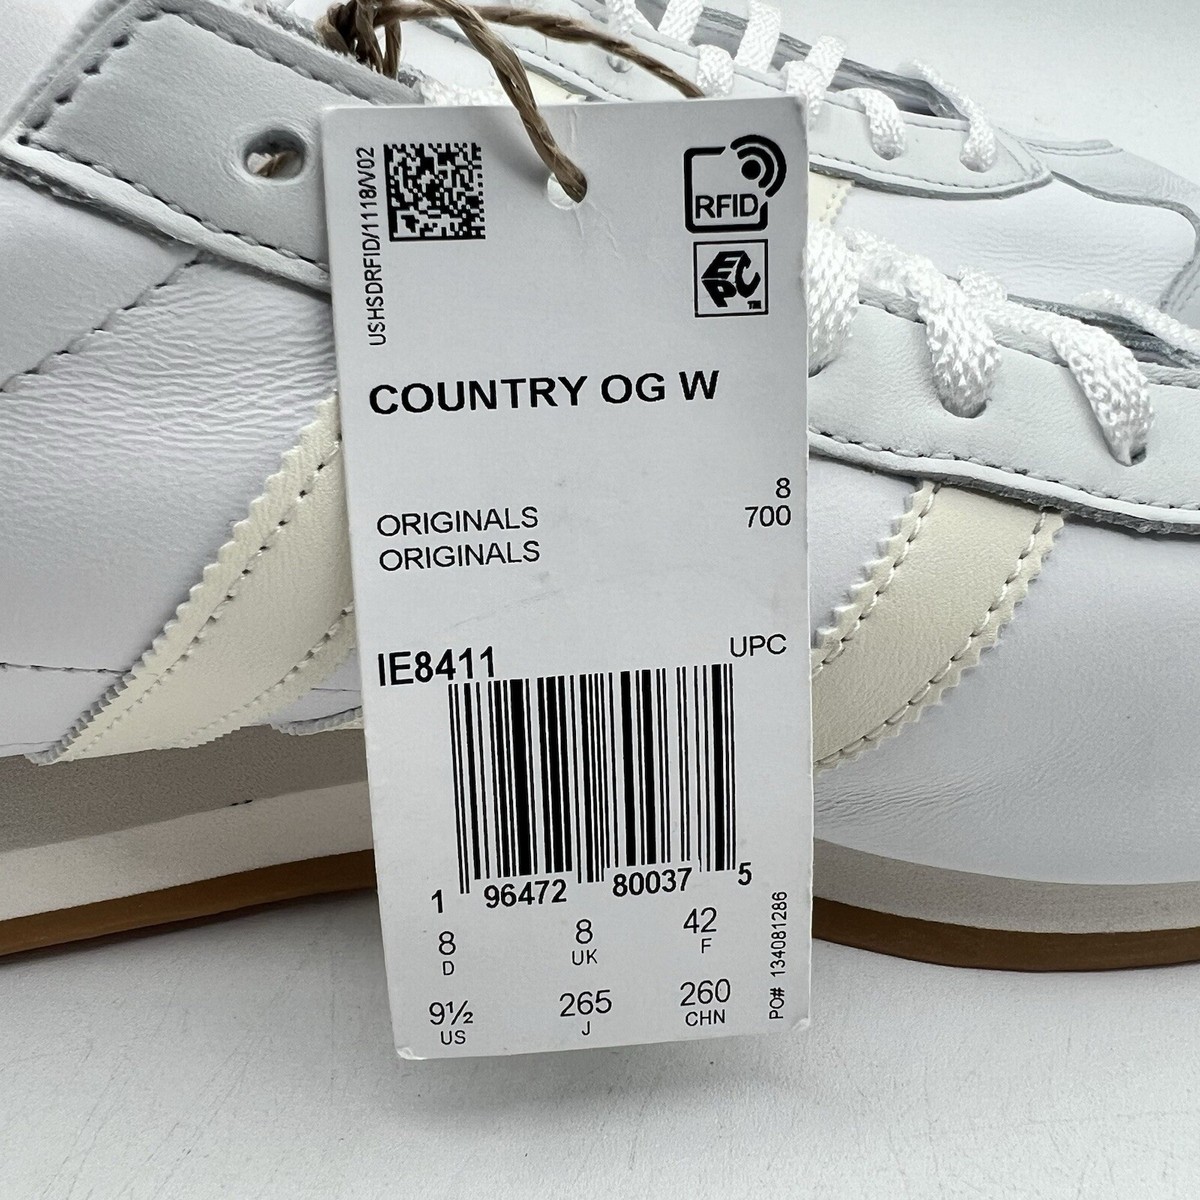 USHSDRFID/1118/V02
RFID
EPC
TM
COUNTRY OG W
8
ORIGINALS 700
ORIGINALS
IE8411 UPC
1 96472 80037 5
8 8 42
D UK F
9½ 265 260
US J CHN
PO# 134081286